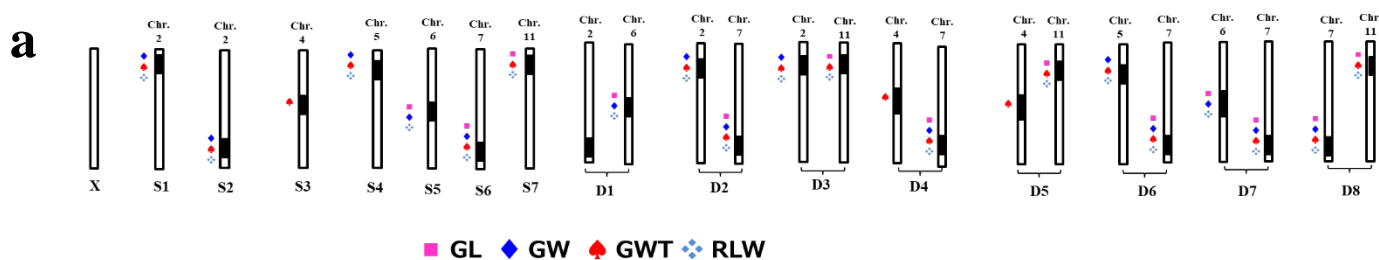 a
Chr. Chr. Chr. Chr. Chr. Chr. Chr. Chr. Chr. Chr. Chr. Chr. Chr. Chr. Chr. Chr. Chr. Chr. Chr. Chr. Chr. Chr. Chr.
2 2 4 5 6 7 11 2 6 2 7 2 11 4 7 4 11 5 7 6 7 7 11
X S1 S2 S3 S4 S5 S6 S7 D1 D2 D3 D4 D5 D6 D7 D8
GL GW GWT RLW